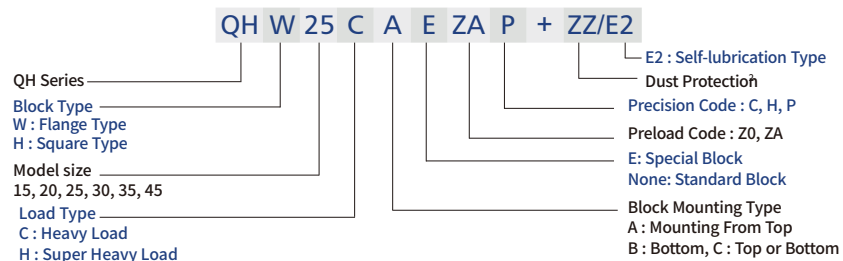 QH W 25 C A E ZA P + ZZ/E2
QH Series
Block Type
W : Flange Type
H : Square Type
Model size
15, 20, 25, 30, 35, 45
Load Type
C : Heavy Load
H : Super Heavy Load
E2 : Self-lubrication Type
Dust Protection2
Precision Code : C, H, P
Preload Code : Z0, ZA
E: Special Block
None: Standard Block
Block Mounting Type
A : Mounting From Top
B : Bottom, C : Top or Bottom